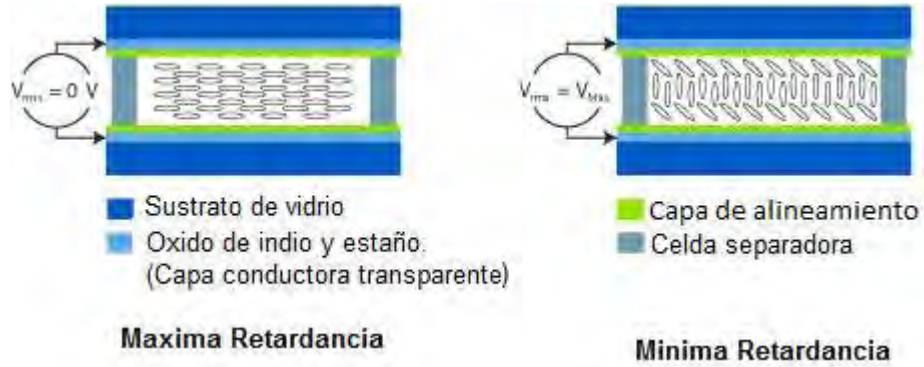 V_rms = 0 V
V_rms = V_Max
Sustrato de vidrio
Oxido de indio y estaño.
(Capa conductora transparente)
Capa de alineamiento
Celda separadora
Maxima Retardancia
Minima Retardancia